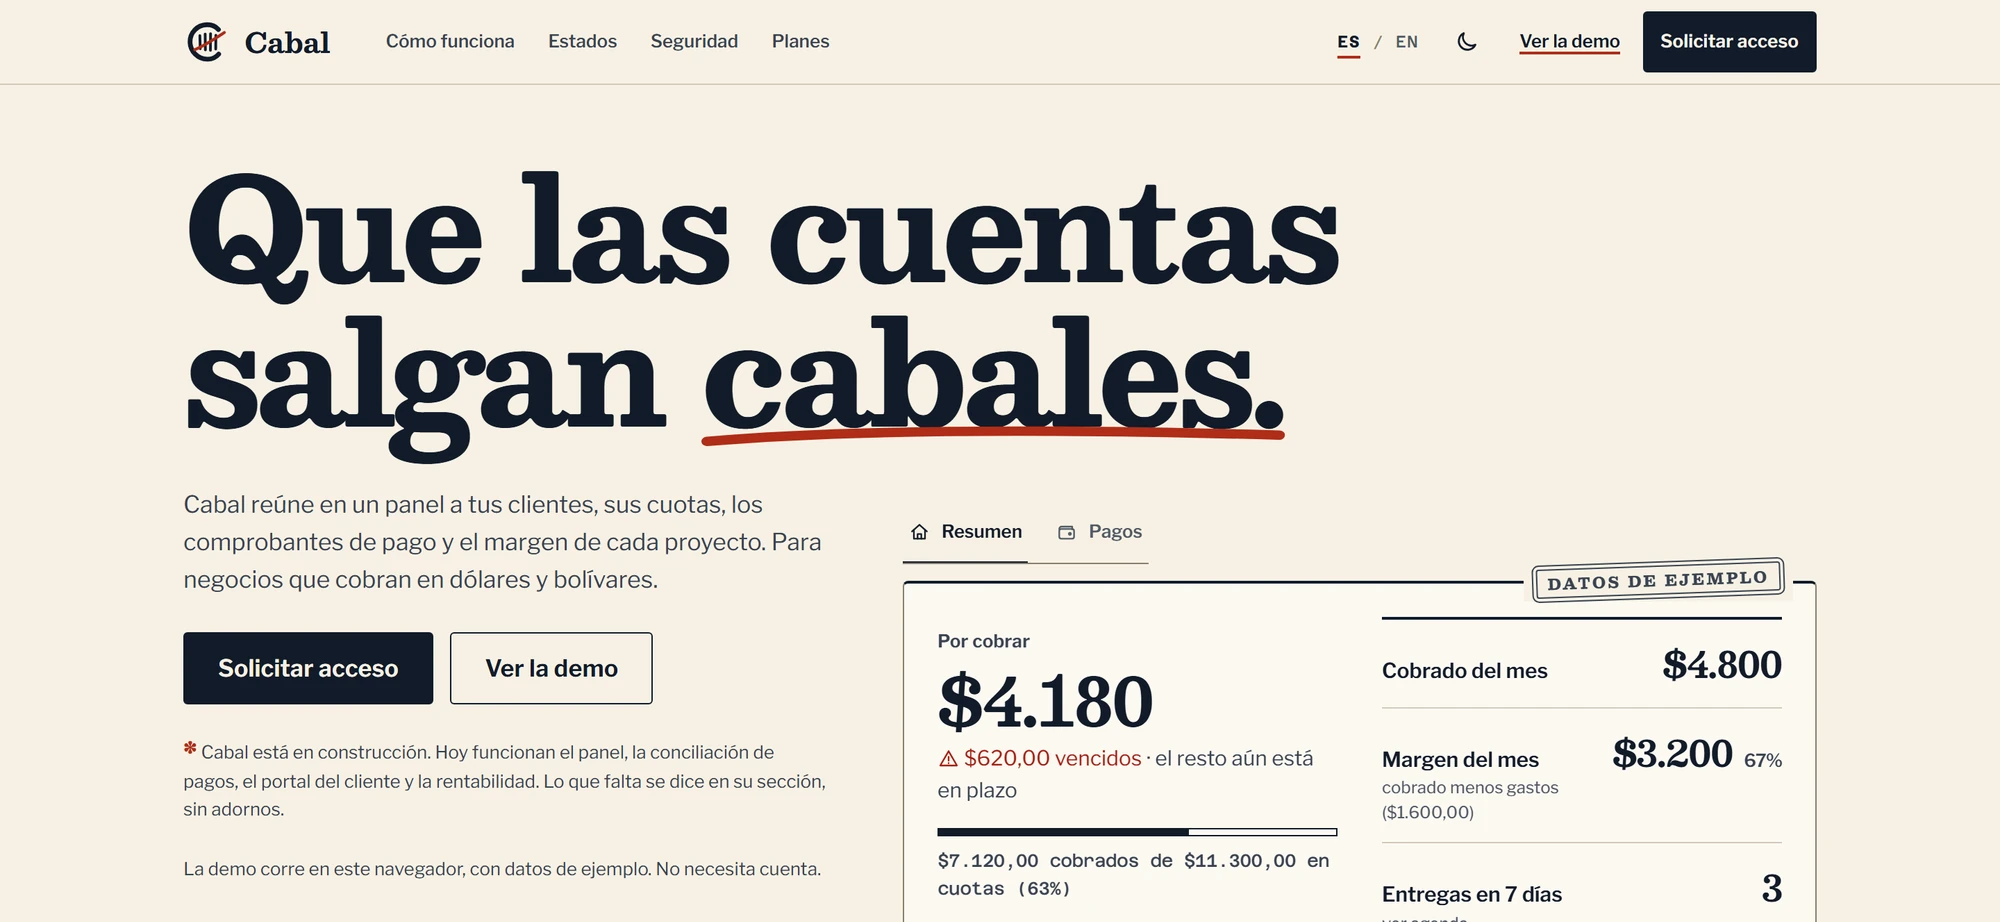 Cabal
Cómo funciona
Estados
Seguridad
Planes
ES / EN
Ver la demo
Solicitar acceso
Que las cuentas
salgan cabales.
Cabal reúne en un panel a tus clientes, sus cuotas, los
comprobantes de pago y el margen de cada proyecto. Para
negocios que cobran en dólares y bolívares.
Solicitar acceso
Ver la demo
* Cabal está en construcción. Hoy funcionan el panel, la conciliación de
pagos, el portal del cliente y la rentabilidad. Lo que falta se dice en su sección,
sin adornos.
La demo corre en este navegador, con datos de ejemplo. No necesita cuenta.
Resumen
Pagos
DATOS DE EJEMPLO
Por cobrar
$4.180
$620,00 vencidos · el resto aún está
en plazo
$7.120,00 cobrados de $11.300,00 en
cuotas (63%)
Cobrado del mes
$4.800
Margen del mes
$3.200 67%
cobrado menos gastos
($1.600,00)
Entregas en 7 días
3